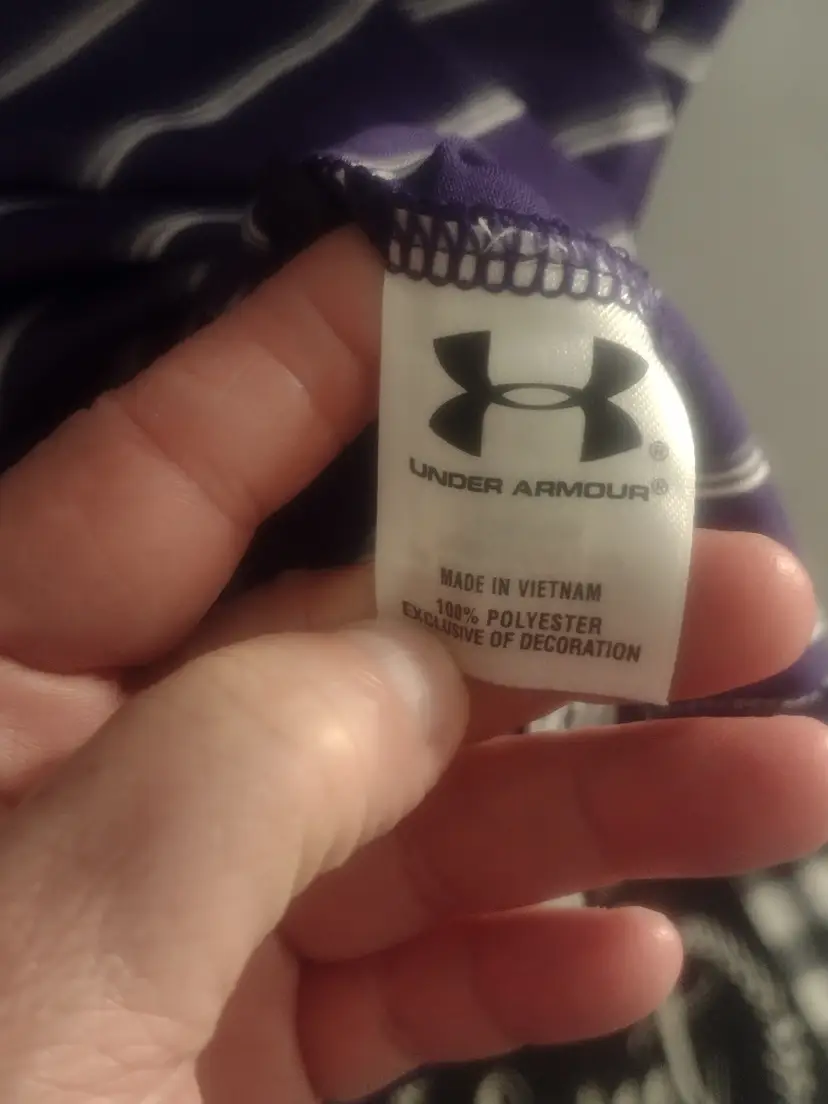 UNDER ARMOUR®
MADE IN VIETNAM
100% POLYESTER
EXCLUSIVE OF DECORATION